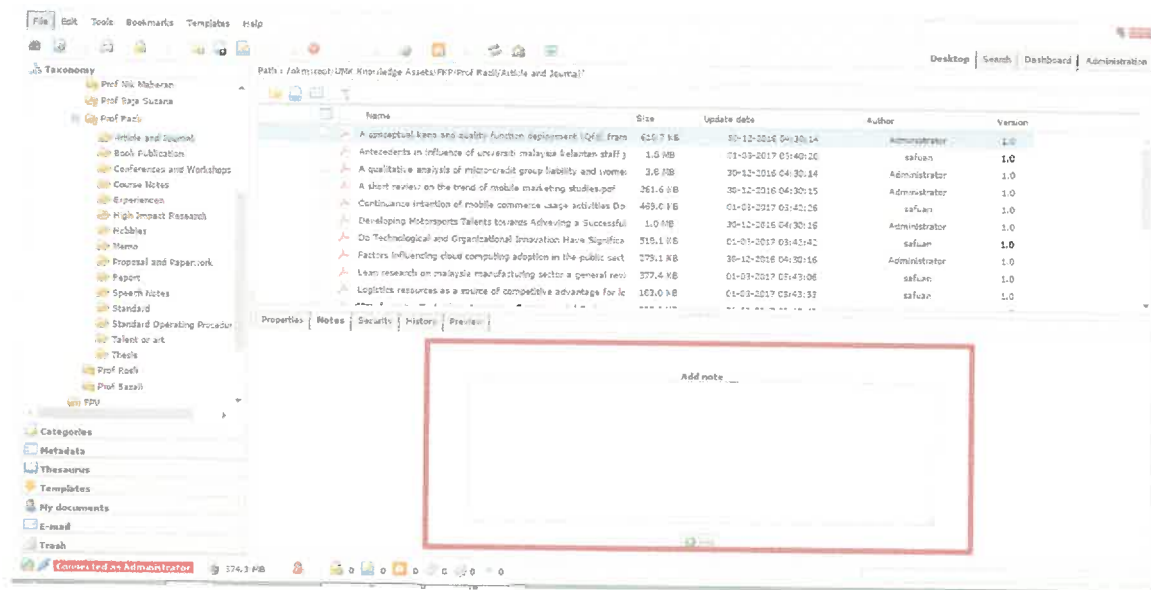 File Edit Tools Bookmarks Templates Help
Desktop Search Dashboard Administration
Taxonomy
Path : /okm:root/UMK Knowledge Assets/FKP/Prof Razli/Article and Journal/
Prof Nik Maheran
Prof Raja Suzana
Article and Journal
Book Publication
Conferences and Workshops
Course Notes
Experiences
High Impact Research
Hobbies
Memo
Proposal and Paperwork
Report
Speech Notes
Standard
Standard Operating Procedur
Talent or art
Thesis
Prof Rosli
Prof Sazali
FPV
Name Size Update date Author Version
A conceptual kano and quality function deployment (QFD) fram 618.7 KB 30-12-2016 04:30:14 Administrator 1.0
Antecedents in influence of universiti malaysia kelantan staff 1.6 MB 01-03-2017 03:40:20 safuan 1.0
A qualitative analysis of micro-credit group liability and women 3.6 MB 30-12-2016 04:30:14 Administrator 1.0
A short review on the trend of mobile marketing studies.pdf 261.6 KB 30-12-2016 04:30:15 Administrator 1.0
Continuance intention of mobile commerce usage activities Do 469.0 KB 01-03-2017 03:42:26 safuan 1.0
Developing Motorsports Talents towards Achieving a Successful 1.0 MB 30-12-2016 04:30:16 Administrator 1.0
Do Technological and Organizational Innovation Have Significa 518.1 KB 01-03-2017 03:42:42 safuan 1.0
Factors influencing cloud computing adoption in the public sect 279.1 KB 30-12-2016 04:30:16 Administrator 1.0
Lean research on malaysia manufacturing sector a general revi 377.4 KB 01-03-2017 03:43:06 safuan 1.0
Logistics resources as a source of competitive advantage for lo 163.0 KB 01-03-2017 03:43:33 safuan 1.0
Properties Notes Security History Preview
Add note
Categories
Metadata
Thesaurus
Templates
My documents
E-mail
Trash
Connected as Administrator 374.3 MB 0 0 0 0 0 0